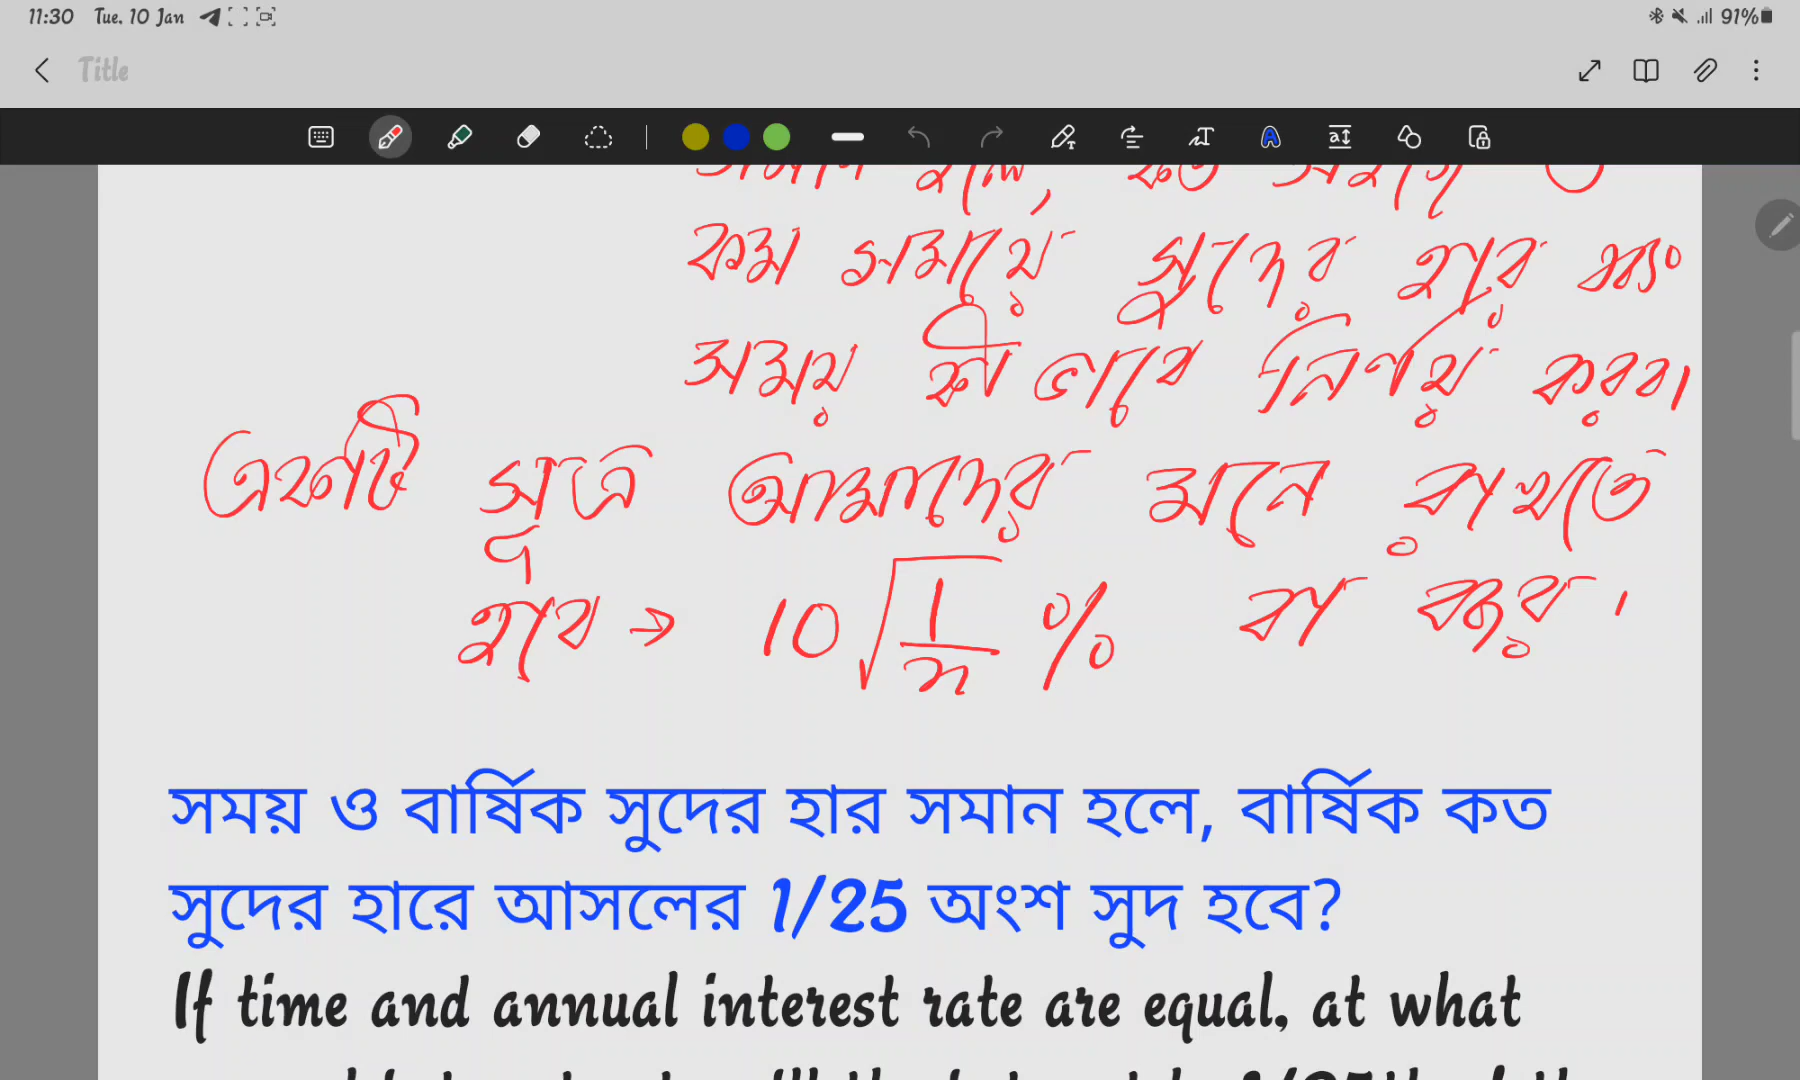 11:30 Tue. 10 Jan 91%
Title
কম সময়ে সুদের হার এবং
সময় কী ভাবে নির্ণয় করব।
একটি সূত্র আমাদের মনে রাখতে
হবে → 10√1/n % বা বছর।
সময় ও বার্ষিক সুদের হার সমান হলে, বার্ষিক কত
সুদের হারে আসলের 1/25 অংশ সুদ হবে?
If time and annual interest rate are equal, at what